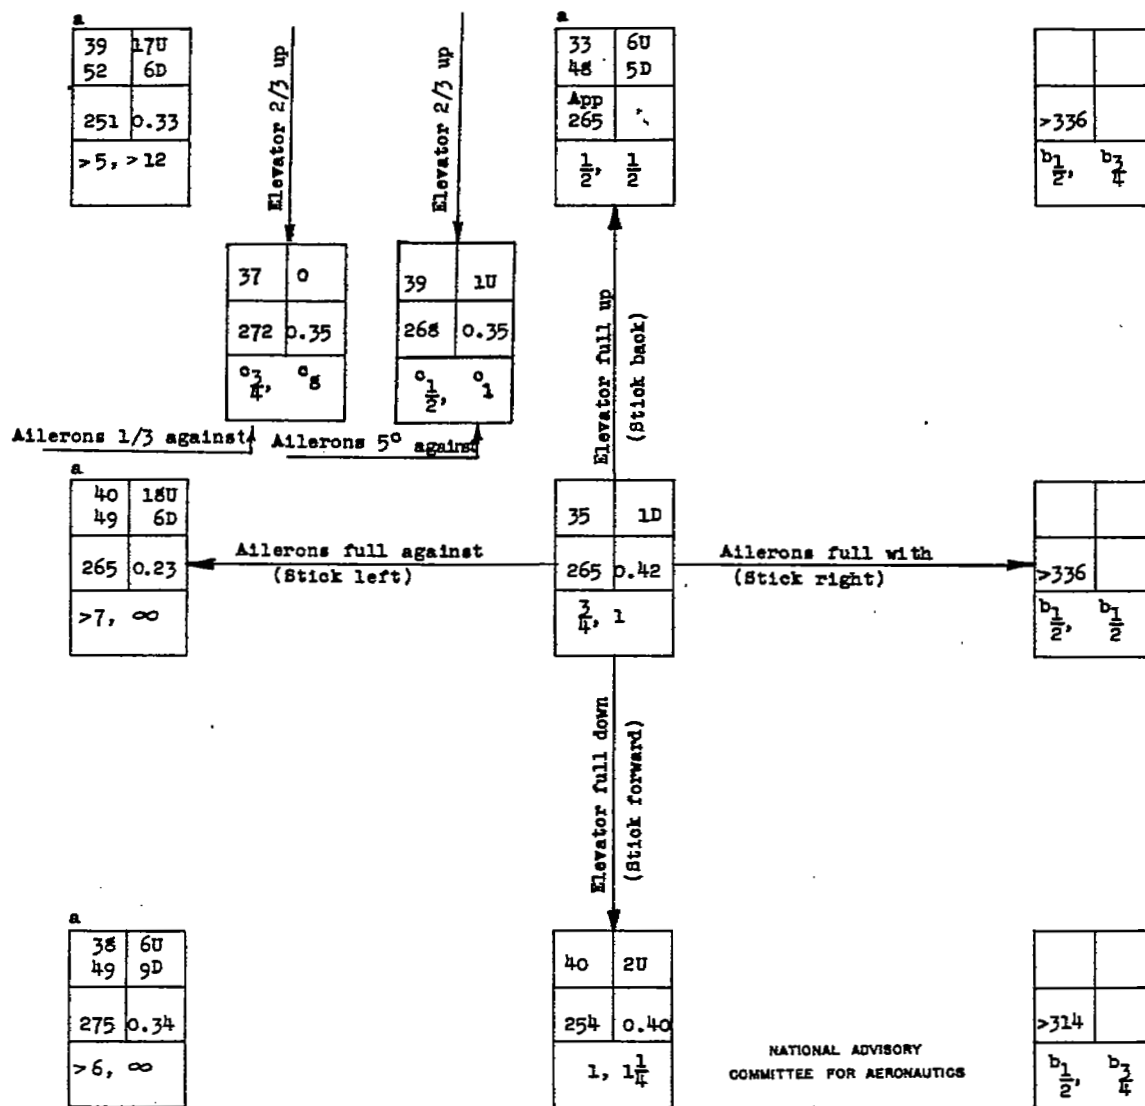 a
39 17U
52 6D
251 0.33
>5, >12
Elevator 2/3 up
Elevator 2/3 up
a
33 6U
48 5D
App
265
1/2, 1/2
>336
b1/2, b3/4
37 0
272 0.35
c3/4, c
39 1U
268 0.35
c1/2, c1
Ailerons 1/3 against
Ailerons 5° against
Elevator full up
(Stick back)
a
40 18U
49 6D
265 0.23
>7, ∞
Ailerons full against
(Stick left)
35 1D
265 0.42
3/4, 1
Ailerons full with
(Stick right)
>336
b1/2, b1/2
Elevator full down
(Stick forward)
a
38 6U
49 9D
275 0.34
>6, ∞
40 2U
254 0.40
1, 1 1/4
NATIONAL ADVISORY
COMMITTEE FOR AERONAUTICS
>314
b1/2, b3/4